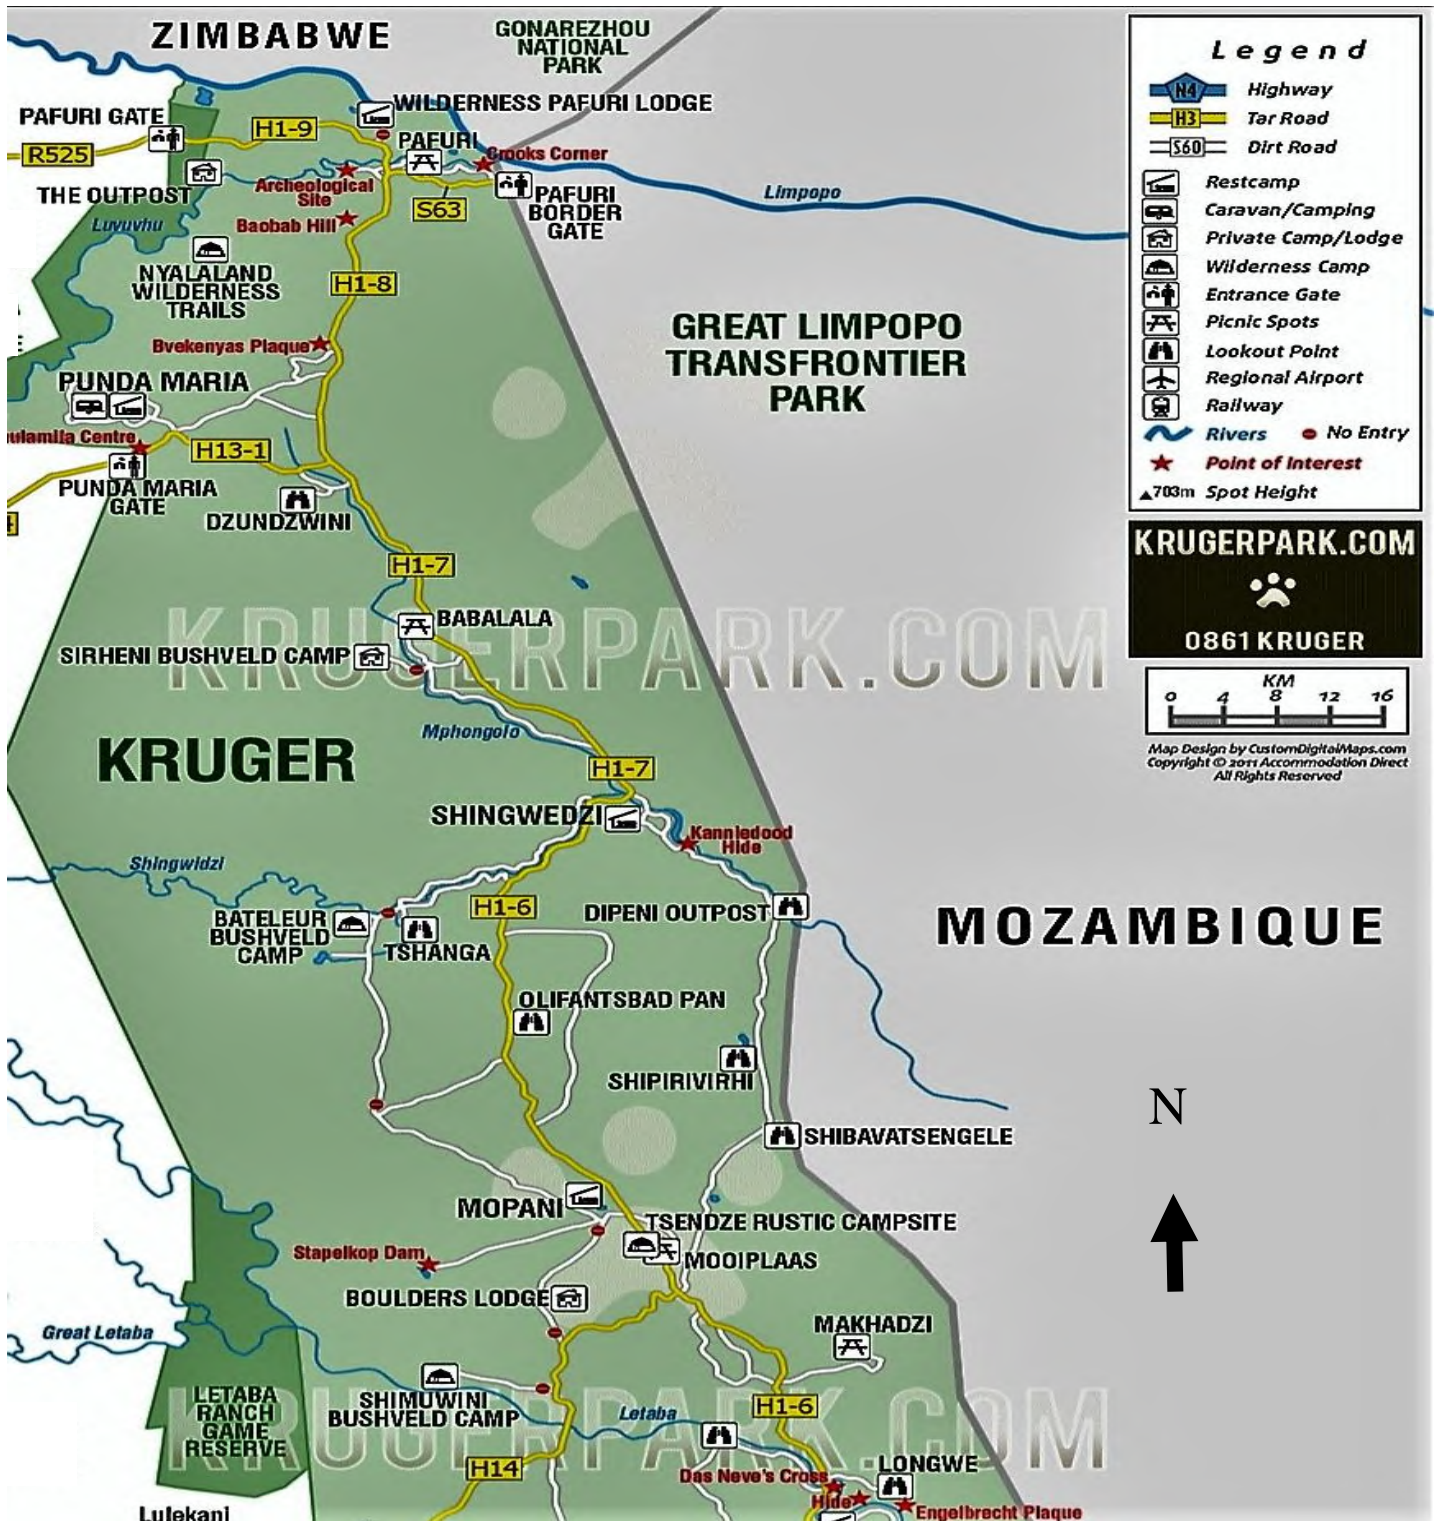 ZIMBABWE
GONAREZHOU
NATIONAL
PARK
WILDERNESS PAFURI LODGE
PAFURI GATE
H1-9
R525
PAFURI
Crooks Corner
THE OUTPOST
Archeological
Site
S63
PAFURI
BORDER
GATE
Limpopo
Luvuvhu
Baobab Hill
NYALALAND
WILDERNESS
TRAILS
H1-8
Bvekenyas Plaque
GREAT LIMPOPO
TRANSFRONTIER
PARK
PUNDA MARIA
ulamila Centre
H13-1
PUNDA MARIA
GATE
DZUNDZWINI
H1-7
BABALALA
SIRHENI BUSHVELD CAMP
KRUGERPARK.COM
Mphongolo
KRUGER
H1-7
SHINGWEDZI
Kanniedood
Hide
Shingwidzi
H1-6
DIPENI OUTPOST
BATELEUR
BUSHVELD
CAMP
TSHANGA
MOZAMBIQUE
OLIFANTSBAD PAN
SHIPIRIVIRHI
SHIBAVATSENGELE
N
MOPANI
TSENDZE RUSTIC CAMPSITE
Stapelkop Dam
MOOIPLAAS
BOULDERS LODGE
Great Letaba
MAKHADZI
LETABA
RANCH
GAME
RESERVE
SHIMUWINI
BUSHVELD CAMP
Letaba
H1-6
KRUGERPARK.COM
H14
Das Neve's Cross
LONGWE
Hide
Engelbrecht Plaque
Lulekani
Legend
N4 Highway
H3 Tar Road
S60 Dirt Road
Restcamp
Caravan/Camping
Private Camp/Lodge
Wilderness Camp
Entrance Gate
Picnic Spots
Lookout Point
Regional Airport
Railway
Rivers No Entry
Point of Interest
703m Spot Height
KRUGERPARK.COM
0861 KRUGER
KM
0 4 8 12 16
Map Design by CustomDigitalMaps.com
Copyright © 2011 Accommodation Direct
All Rights Reserved